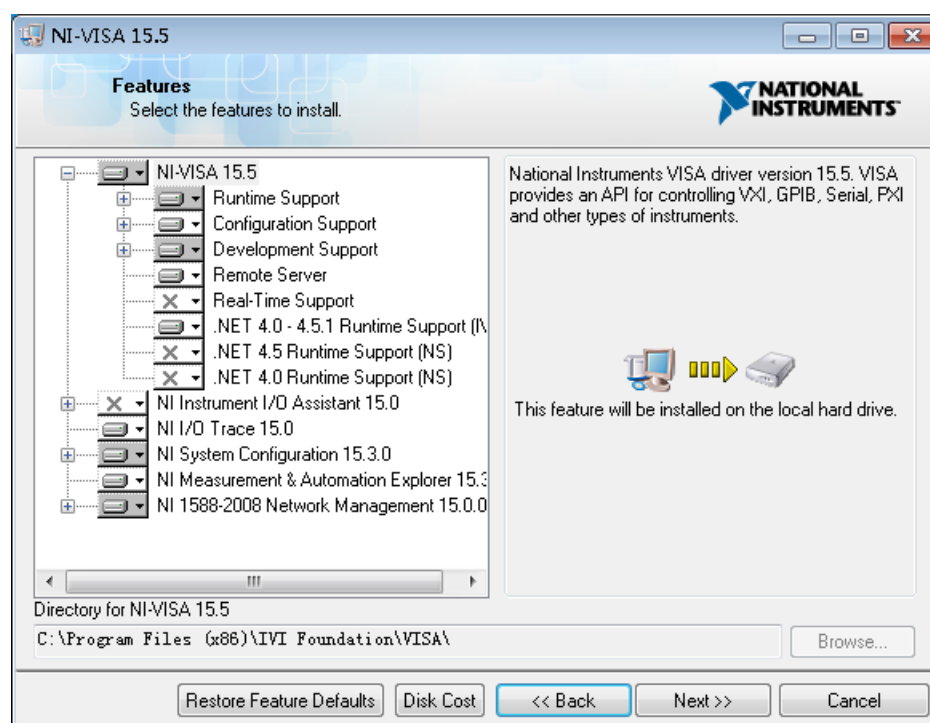 NI-VISA 15.5
Features
Select the features to install.
NATIONAL
INSTRUMENTS
NI-VISA 15.5
Runtime Support
Configuration Support
Development Support
Remote Server
Real-Time Support
.NET 4.0 - 4.5.1 Runtime Support (I\
.NET 4.5 Runtime Support (NS)
.NET 4.0 Runtime Support (NS)
NI Instrument I/O Assistant 15.0
NI I/O Trace 15.0
NI System Configuration 15.3.0
NI Measurement & Automation Explorer 15.3
NI 1588-2008 Network Management 15.0.0
National Instruments VISA driver version 15.5. VISA
provides an API for controlling VXI, GPIB, Serial, PXI
and other types of instruments.
This feature will be installed on the local hard drive.
Directory for NI-VISA 15.5
C:\Program Files (x86)\IVI Foundation\VISA\
Browse...
Restore Feature Defaults
Disk Cost
<< Back
Next >>
Cancel